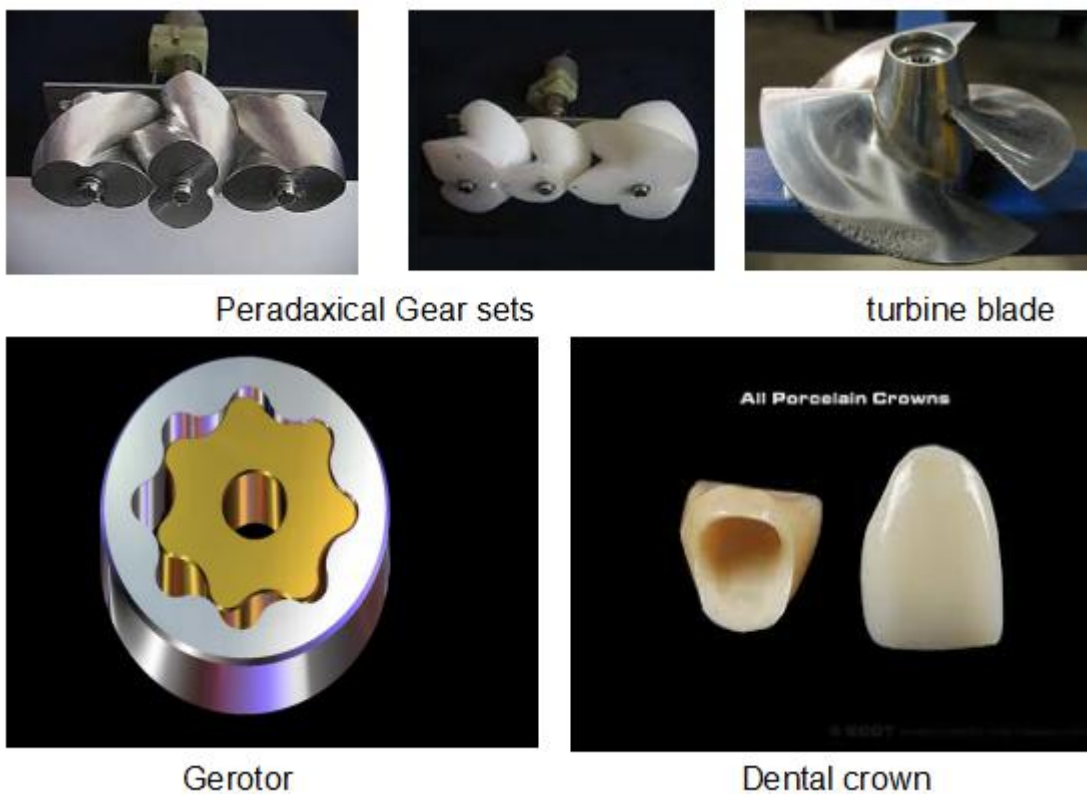 Peradaxical Gear sets
turbine blade
All Porcelain Crowns
Gerotor
Dental crown